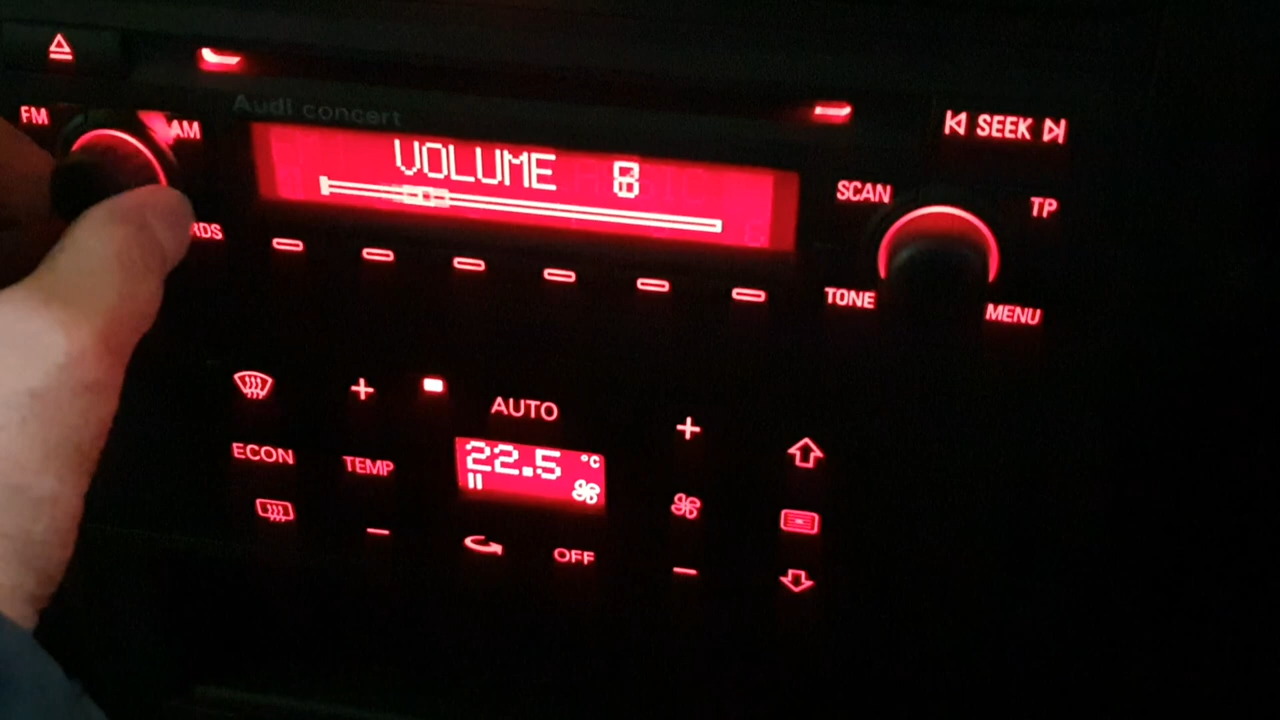 FM
AM
Audi concert
SEEK
VOLUME 8
SCAN
TP
RDS
TONE
MENU
AUTO
ECON
TEMP
22.5 °C
OFF